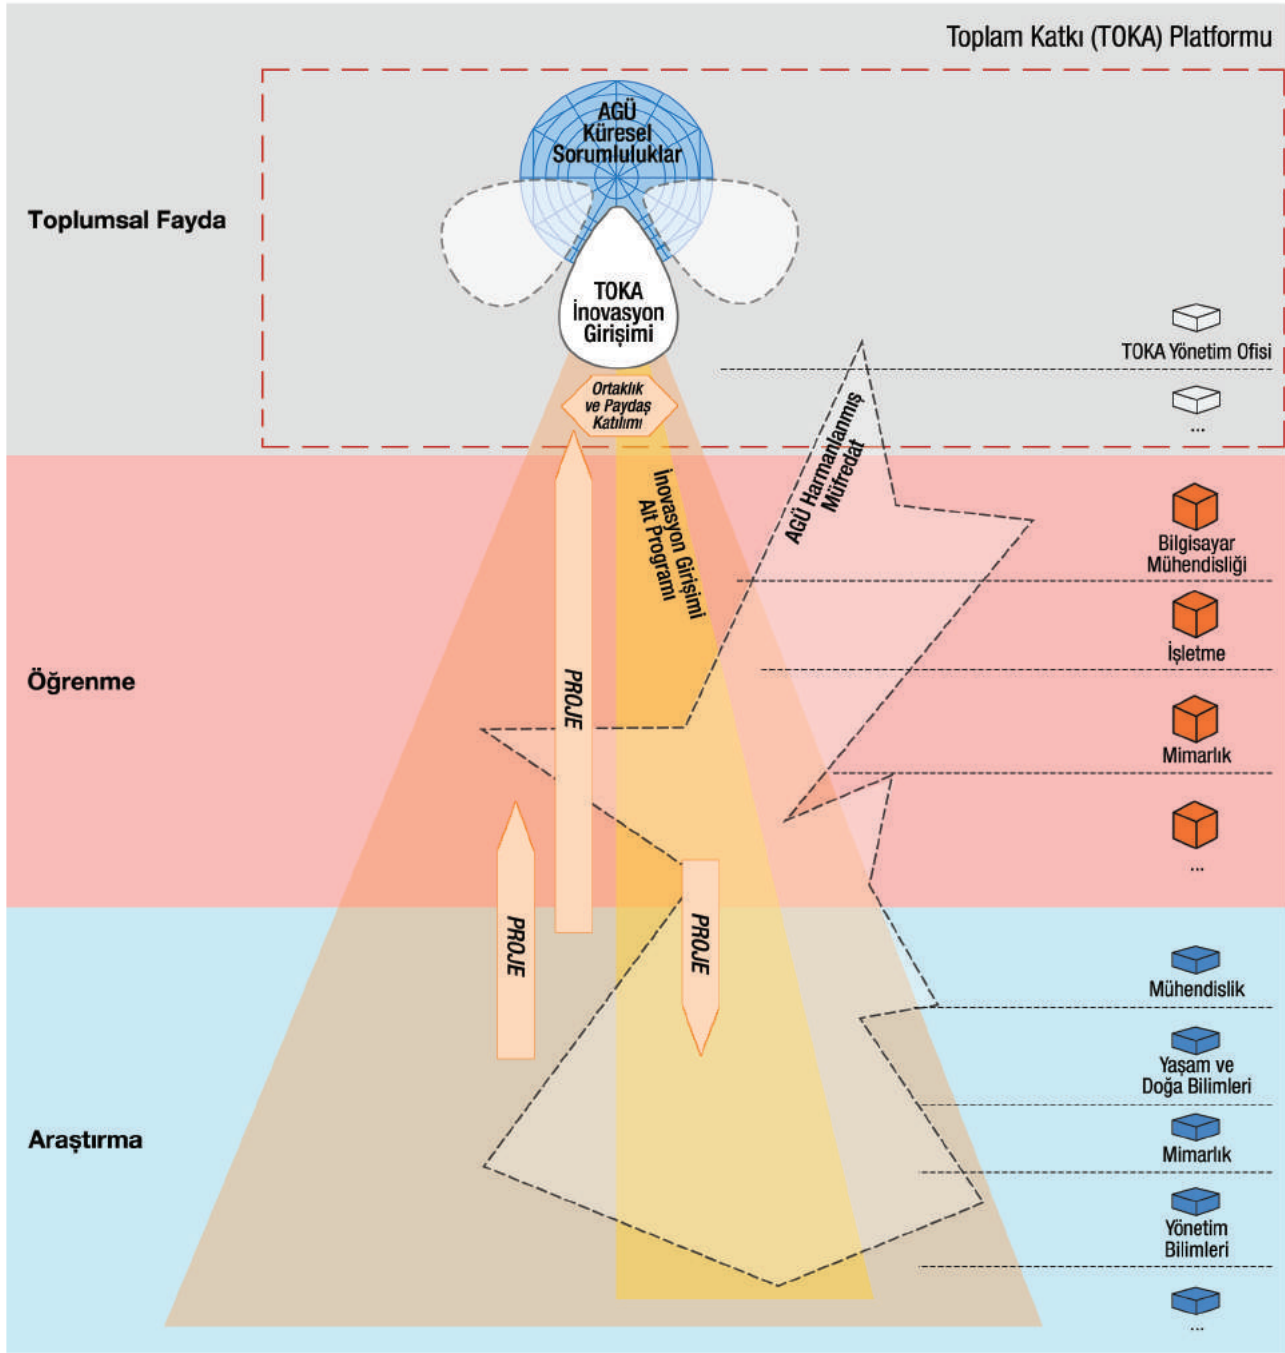 Toplam Katkı (TOKA) Platformu
AGÜ
Küresel
Sorumluluklar
Toplumsal Fayda
TOKA
İnovasyon
Girişimi
TOKA Yönetim Ofisi
Ortaklık
ve Paydaş
Katılımı
...
AGÜ Harmanlanmış
Müfredat
İnovasyon Girişimi
Alt Programı
Bilgisayar
Mühendisliği
İşletme
Öğrenme
PROJE
Mimarlık
...
PROJE
PROJE
Mühendislik
Yaşam ve
Doğa Bilimleri
Araştırma
Mimarlık
Yönetim
Bilimleri
...